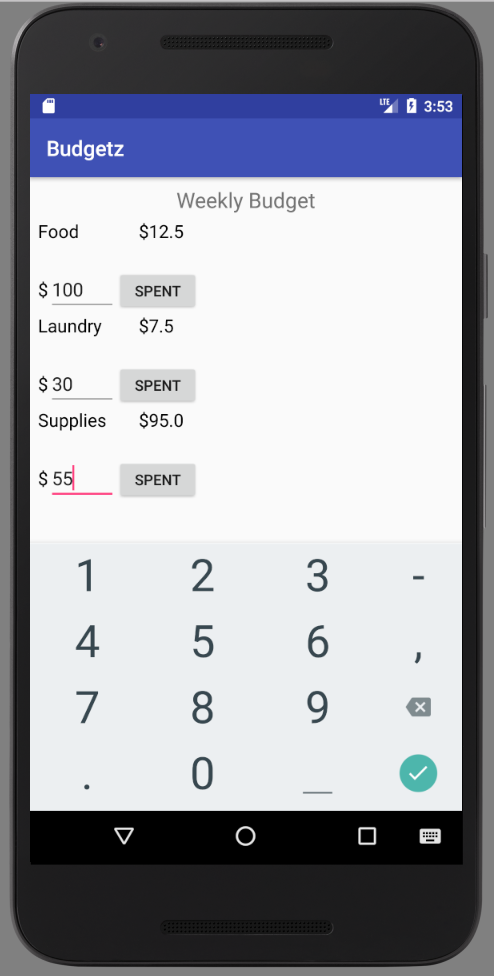 LTE 3:53
Budgetz
Weekly Budget
Food $12.5
$ 100 SPENT
Laundry $7.5
$ 30 SPENT
Supplies $95.0
$ 55 SPENT
1 2 3 -
4 5 6 ,
7 8 9
. 0 _